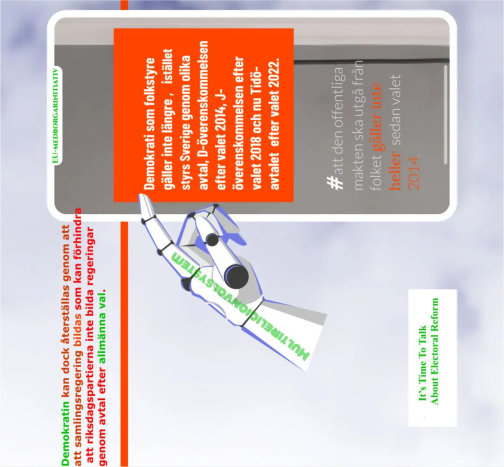 EU-MEDBORGARINITIATIV
Demokrati som folkstyre
gäller inte längre , istället
styrs Sverige genom olika
avtal, D-överenskommelsen
efter valet 2014, J-
överenskommelsen efter
valet 2018 och nu Tidö-
avtalet efter valet 2022.
# att den offentliga
makten ska utgå från
folket gäller inte
heller sedan valet
2014.
MULTIRELIGIONVALSYSTEM
Demokratin kan dock återställas genom att
att samlingsregering bildas som kan förhindra
att riksdagspartierna inte bilda regeringar
genom avtal efter allmänna val.
It's Time To Talk
About Electoral Reform